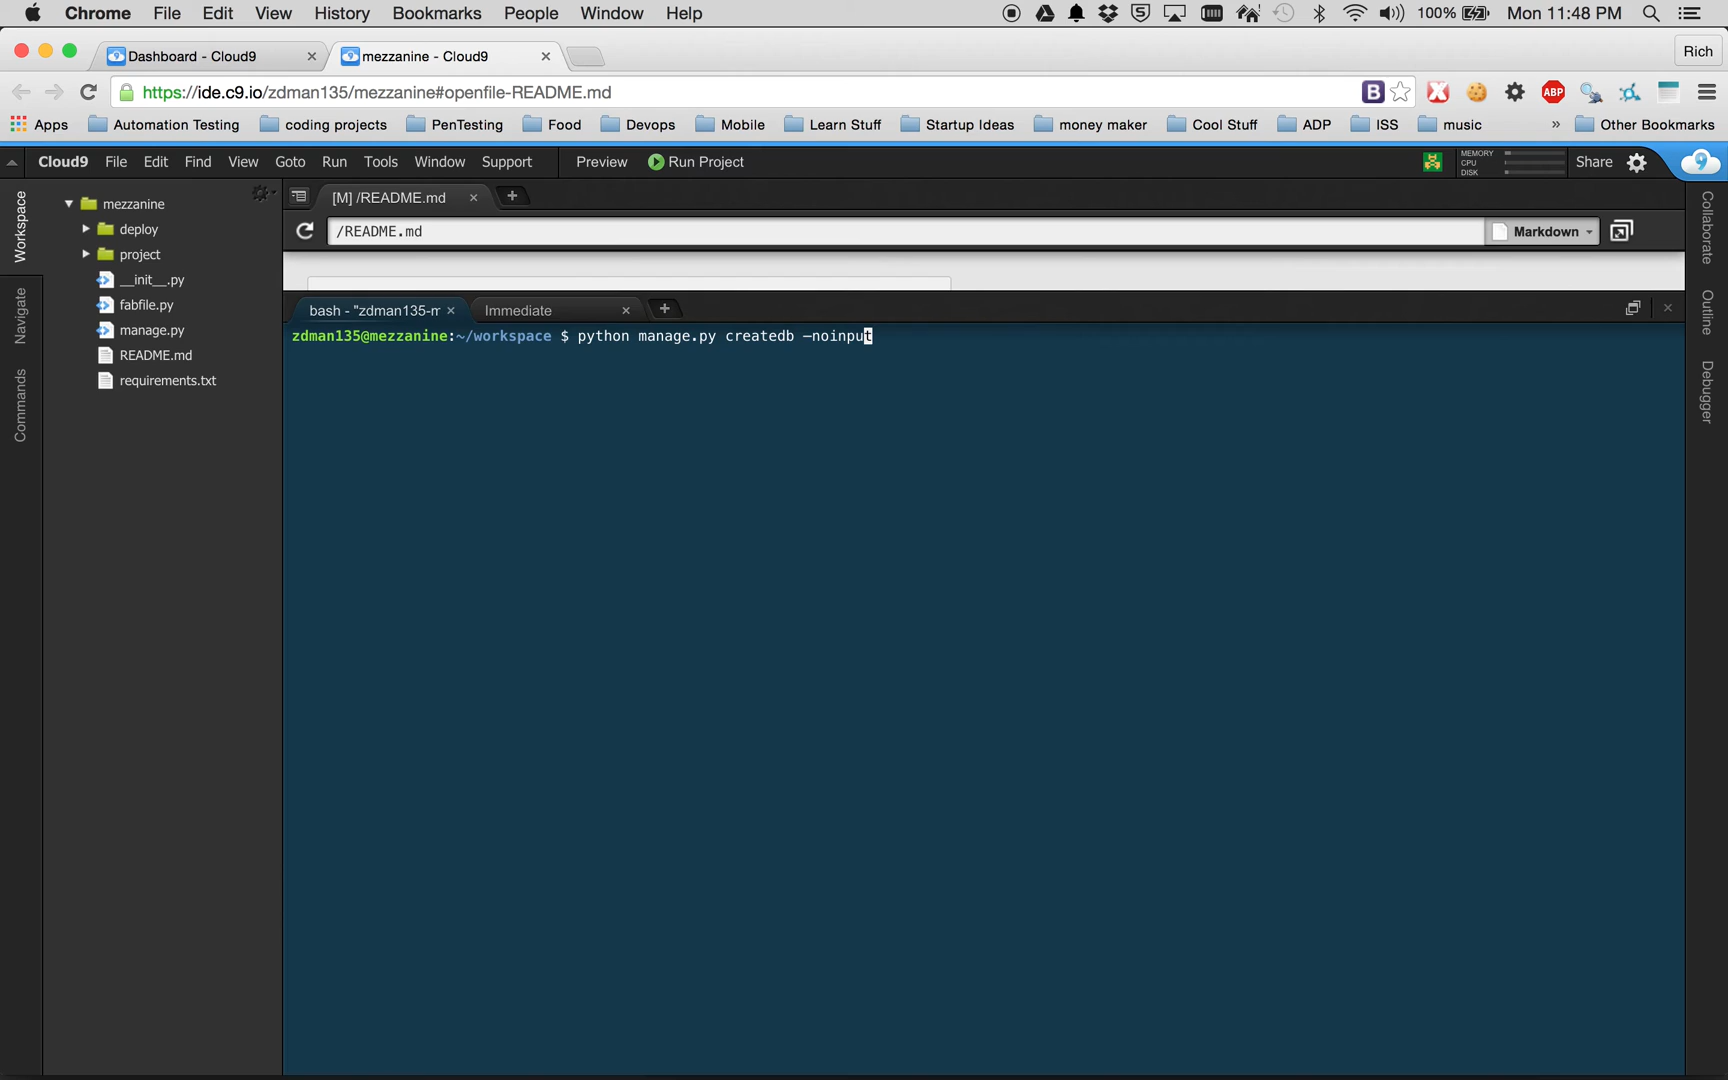 Chrome File Edit View History Bookmarks People Window Help 100% Mon 11:48 PM
Dashboard - Cloud9 mezzanine - Cloud9 Rich
https://ide.c9.io/zdman135/mezzanine#openfile-README.md ABP
Apps Automation Testing coding projects PenTesting Food Devops Mobile Learn Stuff Startup Ideas money maker Cool Stuff ADP ISS music » Other Bookmarks
Cloud9 File Edit Find View Goto Run Tools Window Support Preview Run Project MEMORY CPU DISK Share
Workspace
Navigate
Commands
mezzanine
deploy
project
__init__.py
fabfile.py
manage.py
README.md
requirements.txt
[M] /README.md
/README.md Markdown
bash - "zdman135-m Immediate
zdman135@mezzanine:~/workspace $ python manage.py createdb —noinput
Collaborate
Outline
Debugger